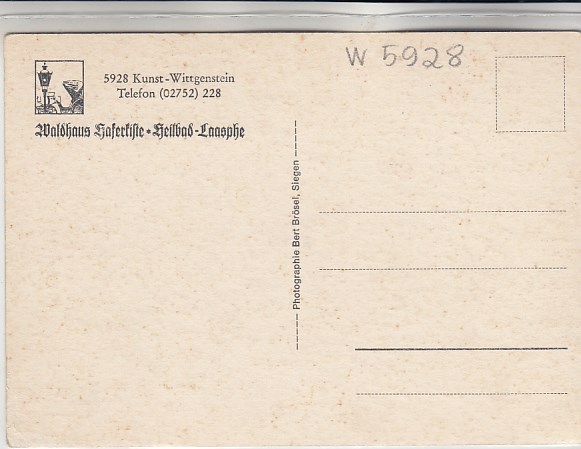 W 5928
5928 Kunst-Wittgenstein
Telefon (02752) 228
Waldhaus Haferkiste * Heilbad-Laasphe
Photographie Bert Brösel, Siegen